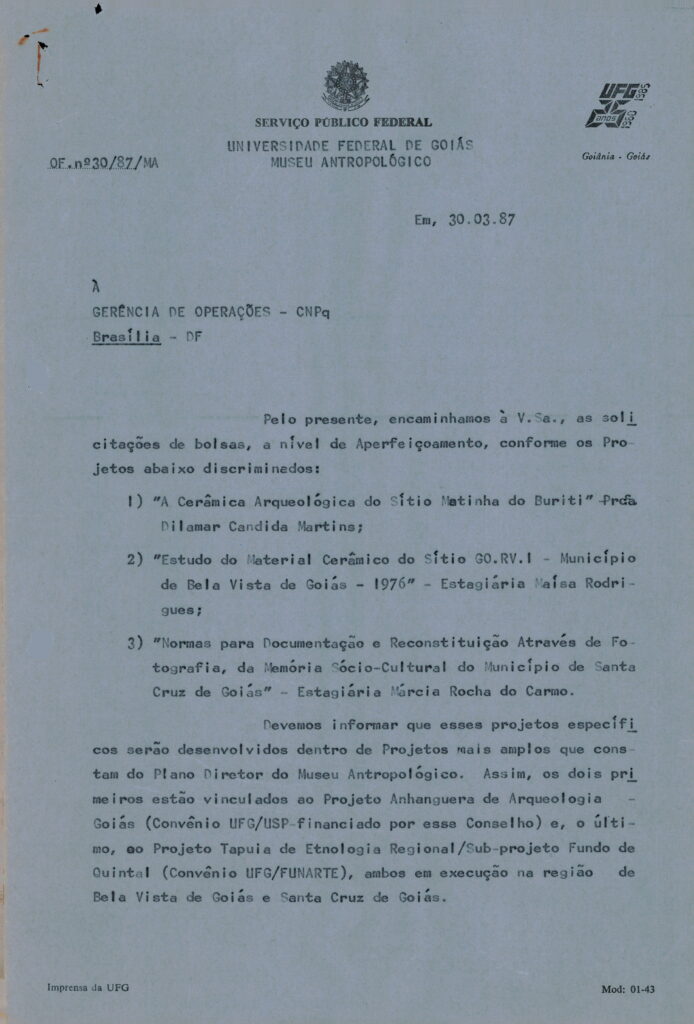 SERVIÇO PÚBLICO FEDERAL
UNIVERSIDADE FEDERAL DE GOIÁS
MUSEU ANTROPOLÓGICO
UFG
anos
Goiânia - Goiás
OF.nº30/87/MA
Em, 30.03.87
À
GERÊNCIA DE OPERAÇÕES - CNPq
Brasília - DF
Pelo presente, encaminhamos à V.Sa., as soli
citações de bolsas, a nível de Aperfeiçoamento, conforme os Pro-
jetos abaixo discriminados:
1) "A Cerâmica Arqueológica do Sítio Matinha do Buriti" Profa
Dilamar Candida Martins;
2) "Estudo do Material Cerâmico do Sítio GO.RV.1 - Município
de Bela Vista de Goiás - 1976" - Estagiária Maísa Rodri-
gues;
3) "Normas para Documentação e Reconstituição Através de Fo-
tografia, da Memória Sócio-Cultural do Município de Santa
Cruz de Goiás" - Estagiária Márcia Rocha do Carmo.
Devemos informar que esses projetos específi
cos serão desenvolvidos dentro de Projetos mais amplos que cons-
tam do Plano Diretor do Museu Antropológico. Assim, os dois pri
meiros estão vinculados ao Projeto Anhanguera de Arqueologia -
Goiás (Convênio UFG/USP-financiado por esse Conselho) e, o últi-
mo, ao Projeto Tapuia de Etnologia Regional/Sub-projeto Fundo de
Quintal (Convênio UFG/FUNARTE), ambos em execução na região de
Bela Vista de Goiás e Santa Cruz de Goiás.
Imprensa da UFG
Mod: 01-43